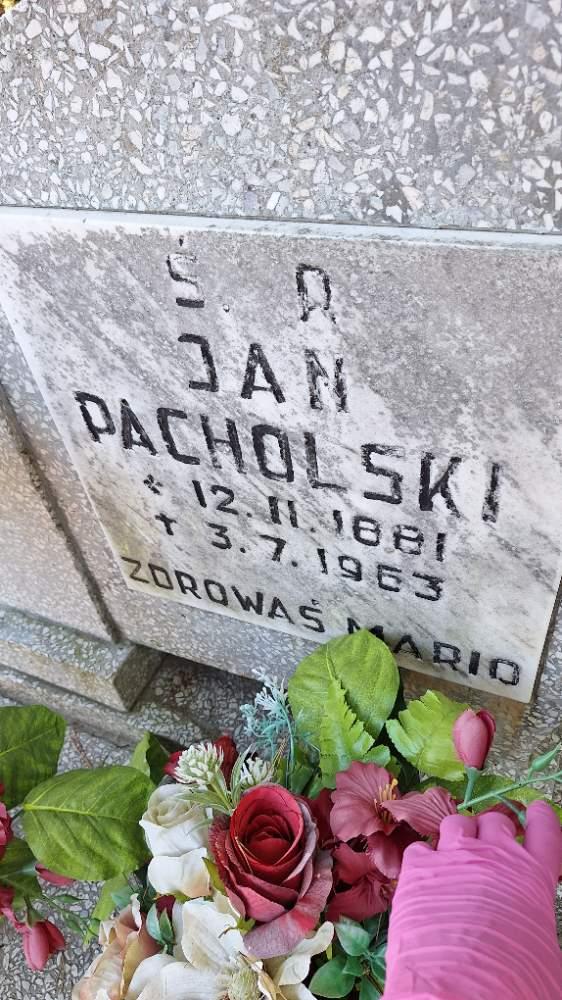 Ś. P.
JAN
PACHOLSKI
* 12.11.1881
† 3.7.1963
ZDROWAŚ MARIO